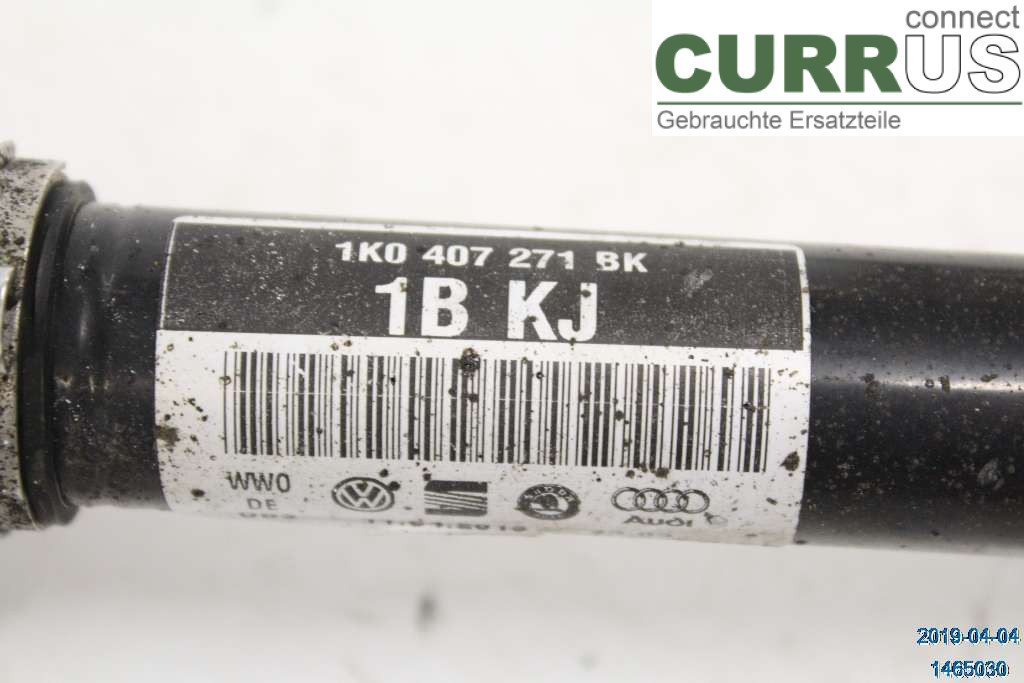 connect
CURRUS
Gebrauchte Ersatzteile
1K0 407 271 BK
1B KJ
WW0
DE
Audi
2019-04-04
1465030